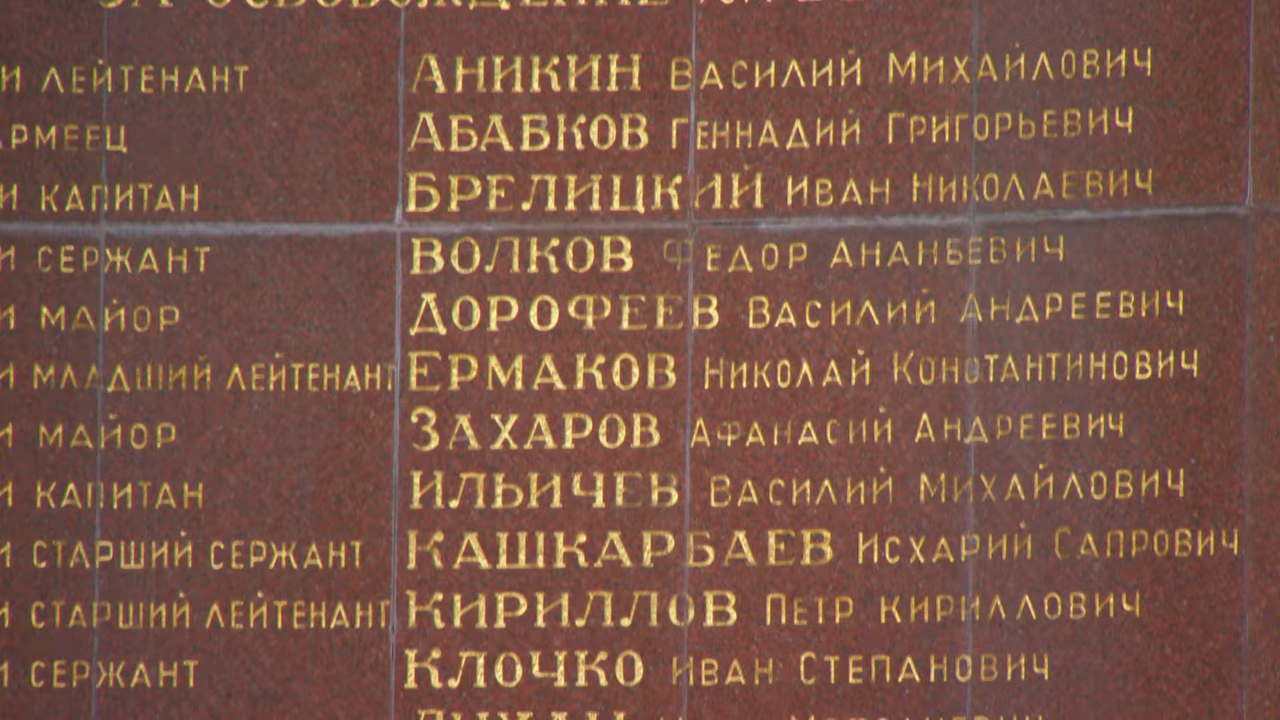 ЗА ОСВОБОЖДЕНИЕ
И ЛЕЙТЕНАНТ АНИКИН ВАСИЛИЙ МИХАЙЛОВИЧ
АРМЕЕЦ АБАБКОВ ГЕННАДИЙ ГРИГОРЬЕВИЧ
И КАПИТАН БРЕЛИЦКИЙ ИВАН НИКОЛАЕВИЧ
И СЕРЖАНТ ВОЛКОВ ФЕДОР АНАНЬЕВИЧ
И МАЙОР ДОРОФЕЕВ ВАСИЛИЙ АНДРЕЕВИЧ
И МЛАДШИЙ ЛЕЙТЕНАНТ ЕРМАКОВ НИКОЛАЙ КОНСТАНТИНОВИЧ
И МАЙОР ЗАХАРОВ АФАНАСИЙ АНДРЕЕВИЧ
И КАПИТАН ИЛЬИЧЕВ ВАСИЛИЙ МИХАЙЛОВИЧ
И СТАРШИЙ СЕРЖАНТ КАШКАРБАЕВ ИСХАРИЙ САПРОВИЧ
И СТАРШИЙ ЛЕЙТЕНАНТ КИРИЛЛОВ ПЕТР КИРИЛЛОВИЧ
И СЕРЖАНТ КЛОЧКО ИВАН СТЕПАНОВИЧ